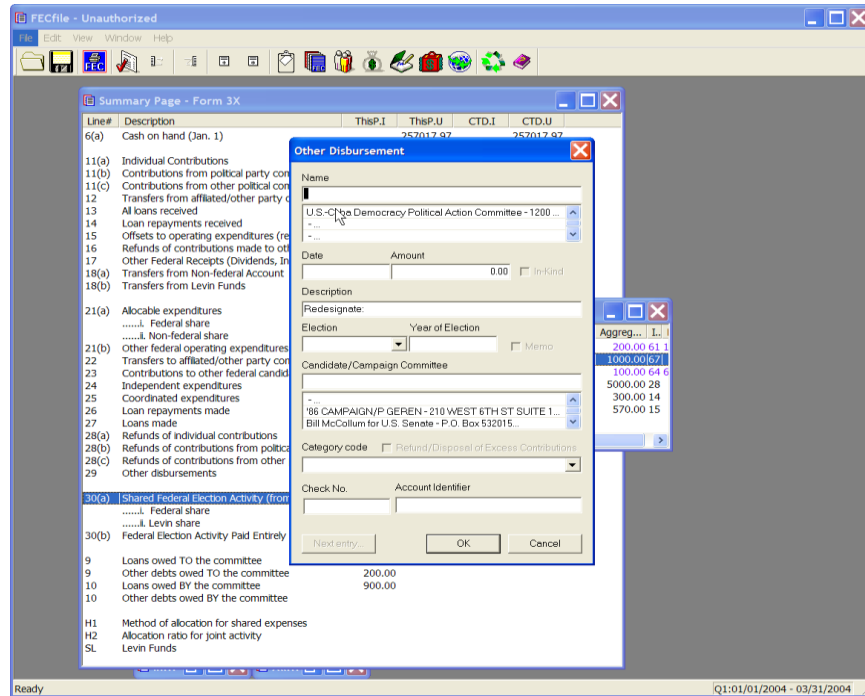 FECfile - Unauthorized
File Edit View Window Help
FEC
Summary Page - Form 3X
Line# Description ThisP.I ThisP.U CTD.I CTD.U
6(a) Cash on hand (Jan. 1) 257017.97 257017.97
11(a) Individual Contributions
11(b) Contributions from political party con
11(c) Contributions from other political con
12 Transfers from affiliated/other party c
13 All loans received
14 Loan repayments received
15 Offsets to operating expenditures (re
16 Refunds of contributions made to oth
17 Other Federal Receipts (Dividends, In
18(a) Transfers from Non-federal Account
18(b) Transfers from Levin Funds
21(a) Allocable expenditures
......i. Federal share
......ii. Non-federal share
21(b) Other federal operating expenditures
22 Transfers to affiliated/other party con
23 Contributions to other federal candid
24 Independent expenditures
25 Coordinated expenditures
26 Loan repayments made
27 Loans made
28(a) Refunds of individual contributions
28(b) Refunds of contributions from politica
28(c) Refunds of contributions from other
29 Other disbursements
30(a) Shared Federal Election Activity (from
......i. Federal share
......ii. Levin share
30(b) Federal Election Activity Paid Entirely
9 Loans owed TO the committee
9 Other debts owed TO the committee 200.00
10 Loans owed BY the committee 900.00
10 Other debts owed BY the committee
H1 Method of allocation for shared expenses
H2 Allocation ratio for joint activity
SL Levin Funds
Other Disbursement
Name
U.S.-Cuba Democracy Political Action Committee - 1200 ...
- ...
- ...
Date Amount
0.00 In-Kind
Description
Redesignate:
Election Year of Election
Memo
Candidate/Campaign Committee
- ...
'86 CAMPAIGN/P GEREN - 210 WEST 6TH ST SUITE 1...
Bill McCollum for U.S. Senate - P.O. Box 532015...
Category code Refund/Disposal of Excess Contributions
Check No. Account Identifier
Next entry... OK Cancel
Aggreg... I..
200.00 61 1
1000.00 67
100.00 64 6
5000.00 28
300.00 14
570.00 15
Ready Q1:01/01/2004 - 03/31/2004